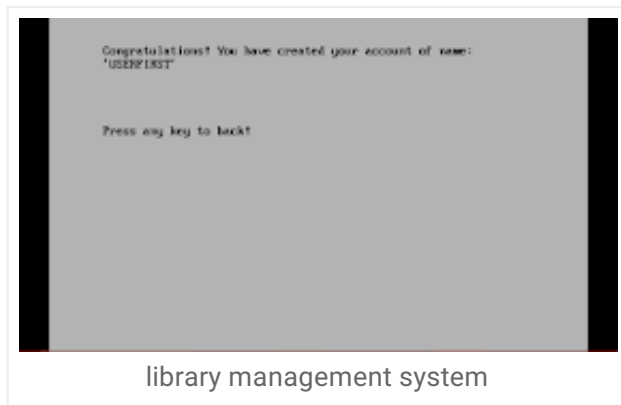 Congratulations! You have created your account of name:
'USERFIRST'
Press any key to back!
library management system